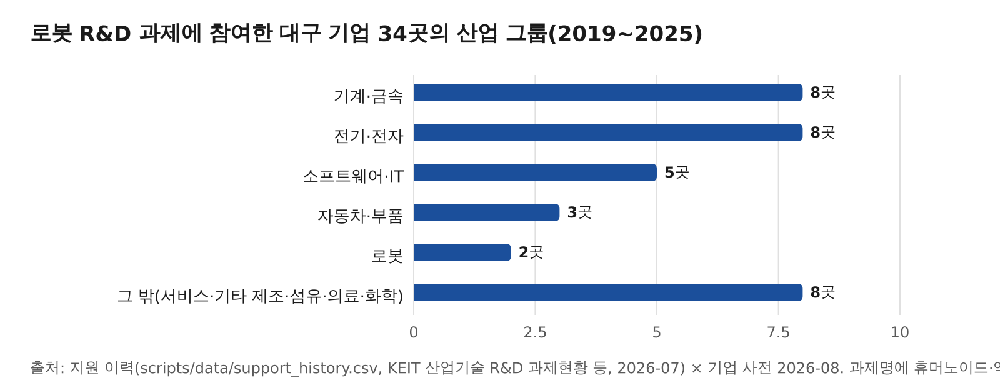 로봇 R&D 과제에 참여한 대구 기업 34곳의 산업 그룹(2019~2025)
기계·금속 8곳
전기·전자 8곳
소프트웨어·IT 5곳
자동차·부품 3곳
로봇 2곳
그 밖(서비스·기타 제조·섬유·의료·화학) 8곳
0 2.5 5 7.5 10
출처: 지원 이력(scripts/data/support_history.csv, KEIT 산업기술 R&D 과제현황 등, 2026-07) × 기업 사전 2026-08. 과제명에 휴머노이드·